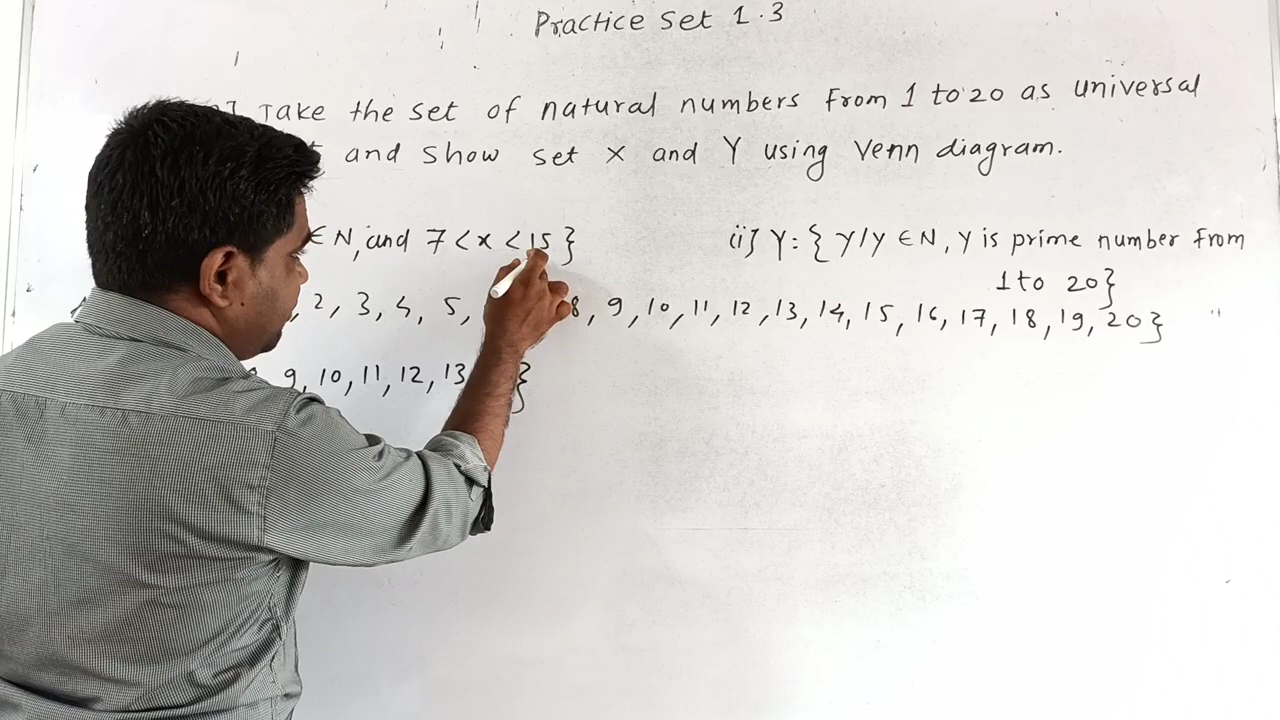 Practice Set 1.3
Take the set of natural numbers from 1 to 20 as universal
and show set X and Y using Venn diagram.
∈ N, and 7 < x < 15}
(ii] Y: { Y/Y ∈ N, Y is prime number from
1 to 20}
, 2, 3, 4, 5, 8, 9, 10, 11, 12, 13, 14, 15, 16, 17, 18, 19, 20}
9, 10, 11, 12, 13 }